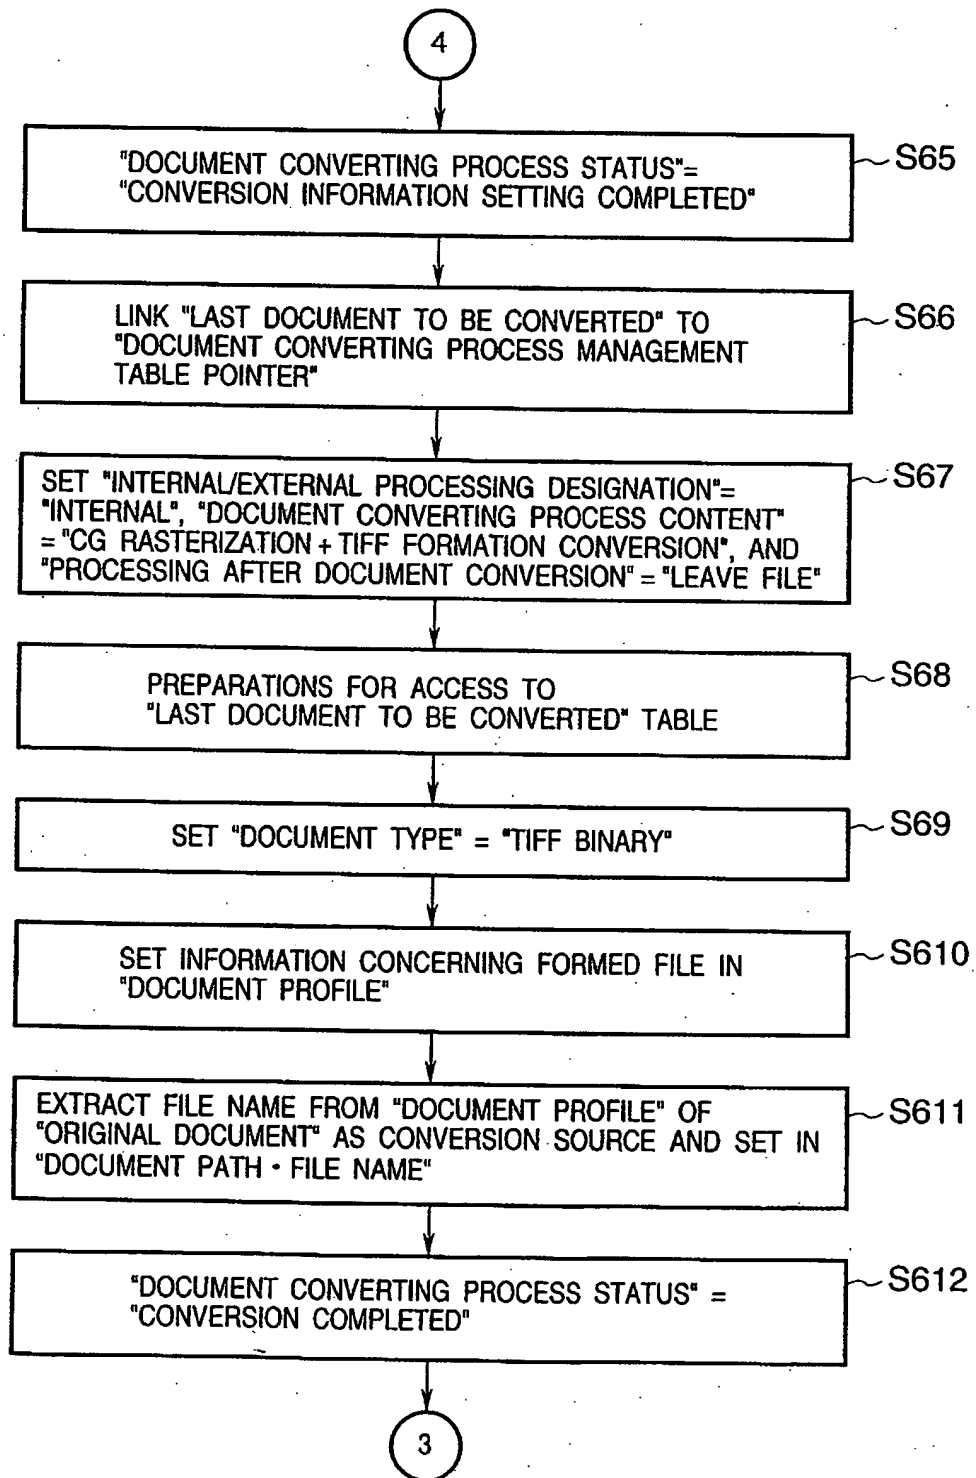 4
"DOCUMENT CONVERTING PROCESS STATUS"=
"CONVERSION INFORMATION SETTING COMPLETED"
S65
LINK "LAST DOCUMENT TO BE CONVERTED" TO
"DOCUMENT CONVERTING PROCESS MANAGEMENT
TABLE POINTER"
S66
SET "INTERNAL/EXTERNAL PROCESSING DESIGNATION"=
"INTERNAL", "DOCUMENT CONVERTING PROCESS CONTENT"
= "CG RASTERIZATION + TIFF FORMATION CONVERSION", AND
"PROCESSING AFTER DOCUMENT CONVERSION" = "LEAVE FILE"
S67
PREPARATIONS FOR ACCESS TO
"LAST DOCUMENT TO BE CONVERTED" TABLE
S68
SET "DOCUMENT TYPE" = "TIFF BINARY"
S69
SET INFORMATION CONCERNING FORMED FILE IN
"DOCUMENT PROFILE"
S610
EXTRACT FILE NAME FROM "DOCUMENT PROFILE" OF
"ORIGINAL DOCUMENT" AS CONVERSION SOURCE AND SET IN
"DOCUMENT PATH・FILE NAME"
S611
"DOCUMENT CONVERTING PROCESS STATUS" =
"CONVERSION COMPLETED"
S612
3